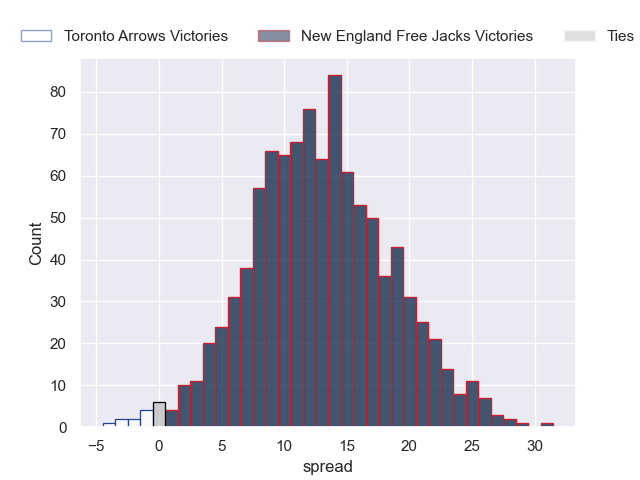 Toronto Arrows Victories New England Free Jacks Victories Ties
80
70
60
50
40
30
20
10
0
Count
−5 0 5 10 15 20 25 30
spread